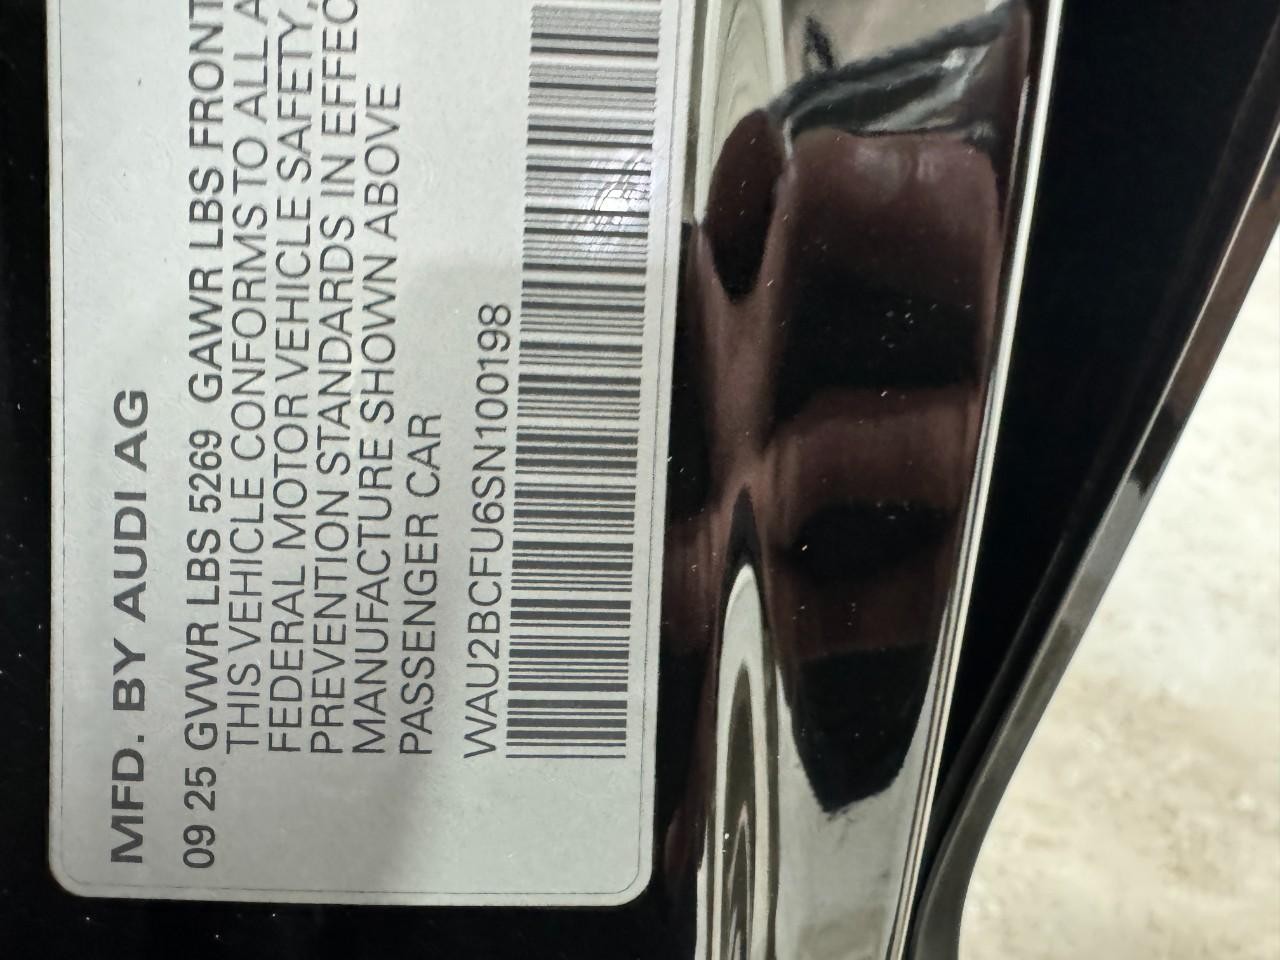 MFD. BY AUDI AG
09 25 GVWR LBS 5269 GAWR LBS FRONT
THIS VEHICLE CONFORMS TO ALL A
FEDERAL MOTOR VEHICLE SAFETY,
PREVENTION STANDARDS IN EFFEC
MANUFACTURE SHOWN ABOVE
PASSENGER CAR
WAU2BCFU6SN100198